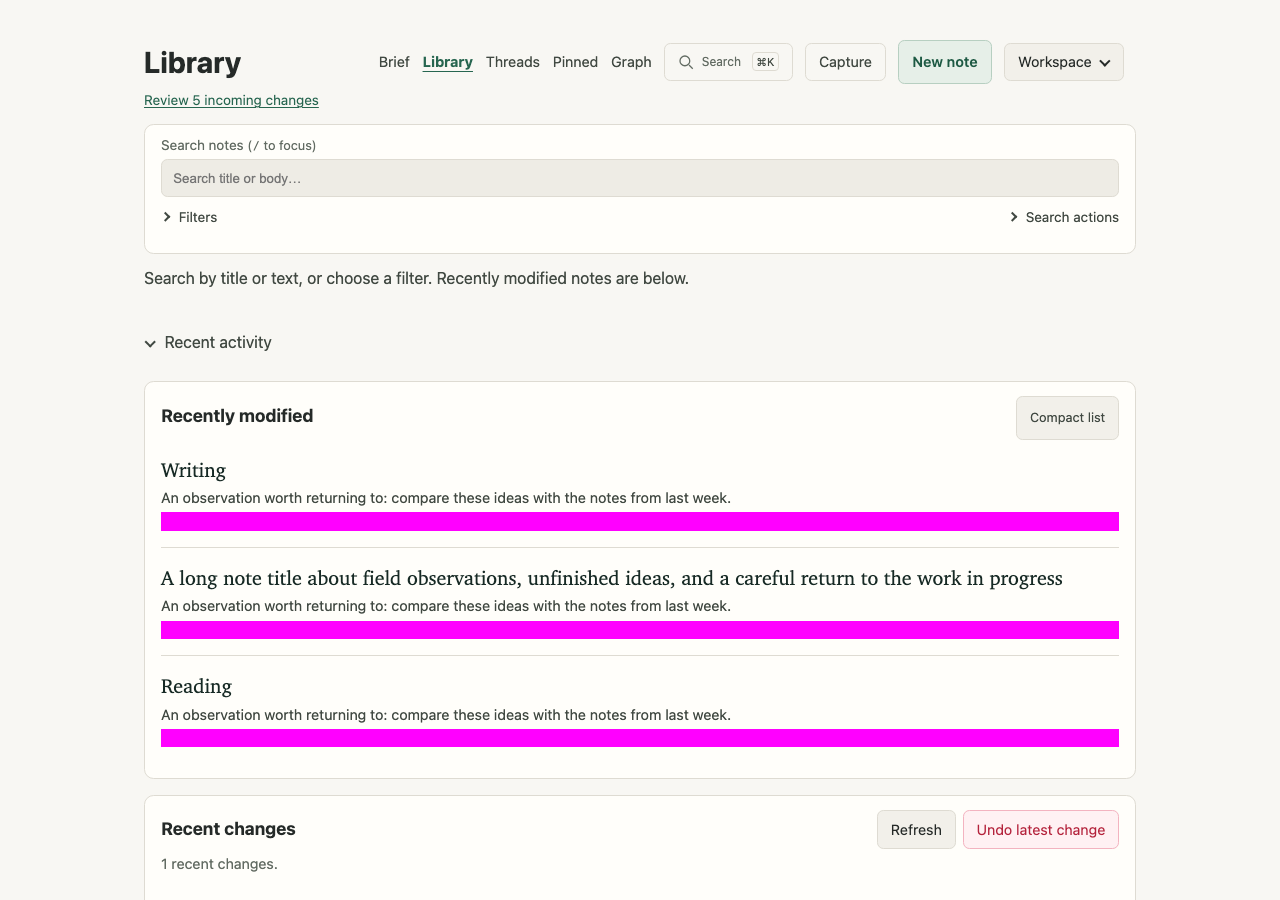 Library
Brief Library Threads Pinned Graph Search ⌘K Capture New note Workspace
Review 5 incoming changes
Search notes (/ to focus)
Search title or body…
Filters
Search actions
Search by title or text, or choose a filter. Recently modified notes are below.
Recent activity
Recently modified
Compact list
Writing
An observation worth returning to: compare these ideas with the notes from last week.
A long note title about field observations, unfinished ideas, and a careful return to the work in progress
An observation worth returning to: compare these ideas with the notes from last week.
Reading
An observation worth returning to: compare these ideas with the notes from last week.
Recent changes
Refresh Undo latest change
1 recent changes.